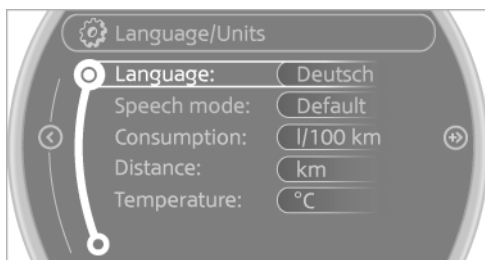 Language/Units
Language: Deutsch
Speech mode: Default
Consumption: l/100 km
Distance: km
Temperature: °C